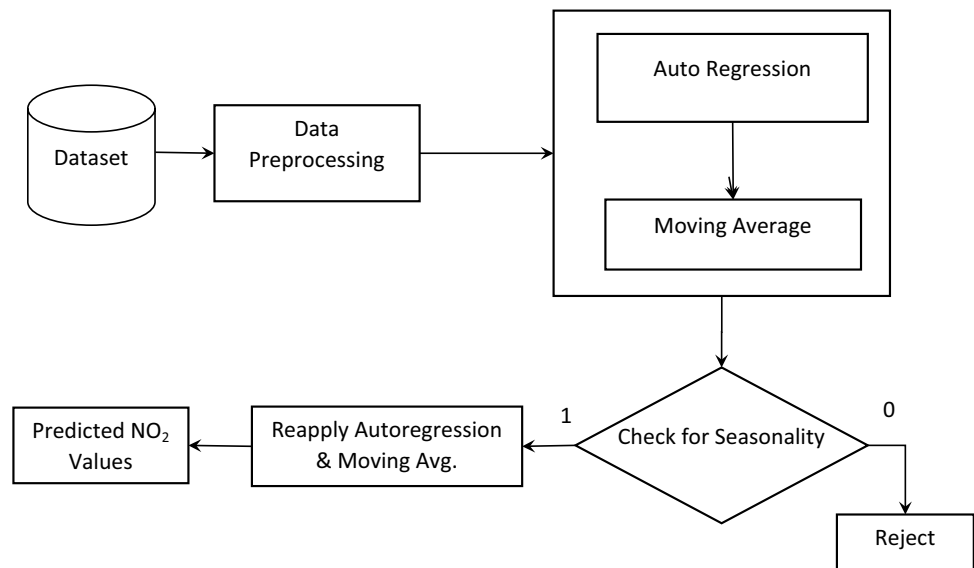 Dataset
Data
Preprocessing
Auto Regression
Moving Average
Check for Seasonality
1
0
Reapply Autoregression
& Moving Avg.
Predicted NO₂
Values
Reject